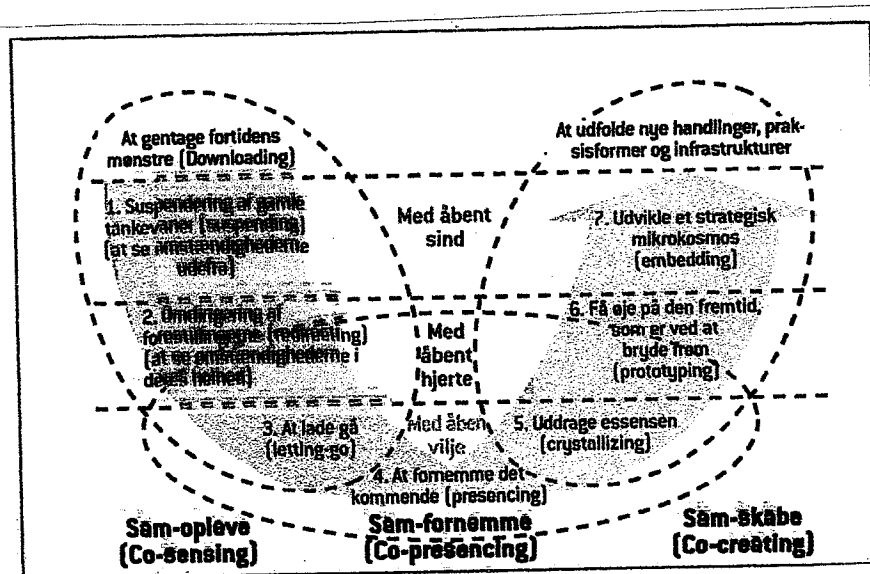 At gentage fortidens
mønstre (Downloading)
1. Suspendering af gamle
tankevaner (suspending)
(at se omstændighederne
udefra)
2. Omdirigering af
forestillingerne (redirecting)
(at se omstændighederne i
deres helhed)
3. At lade gå
(letting-go)
Med åbent
sind
Med
åbent
hjerte
Med åben
vilje
4. At fornemme det
kommende (presencing)
At udfolde nye handlinger, prak-
sisformer og infrastrukturer
7. Udvikle et strategisk
mikrokosmos
(embedding)
6. Få øje på den fremtid,
som er ved at
bryde frem
(prototyping)
5. Uddrage essensen
(crystallizing)
Sam-opleve
(Co-sensing)
Sam-fornemme
(Co-presencing)
Sam-skabe
(Co-creating)